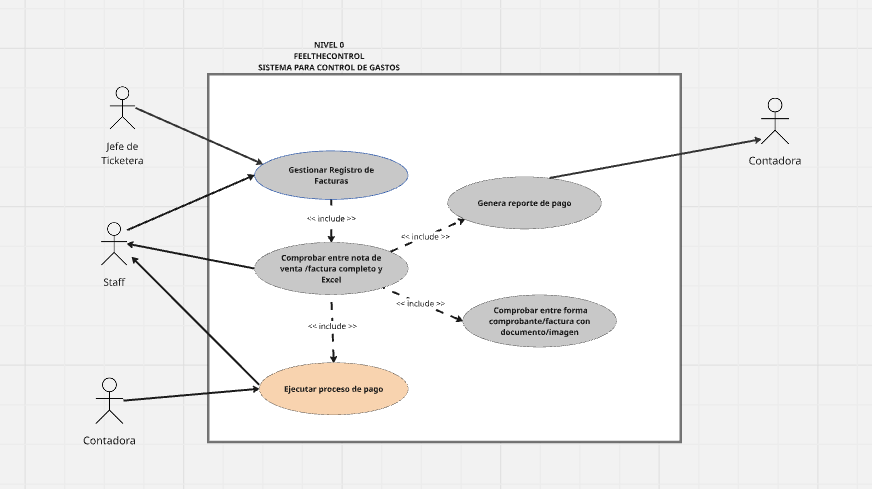 NIVEL 0
FEELTHECONTROL
SISTEMA PARA CONTROL DE GASTOS
Jefe de
Ticketera
Contadora
Gestionar Registro de
Facturas
Genera reporte de pago
<< include >>
<< include >>
Staff
Comprobar entre nota de
venta /factura completo y
Excel
<< include >>
Comprobar entre forma
comprobante/factura con
documento/imagen
<< include >>
Ejecutar proceso de pago
Contadora